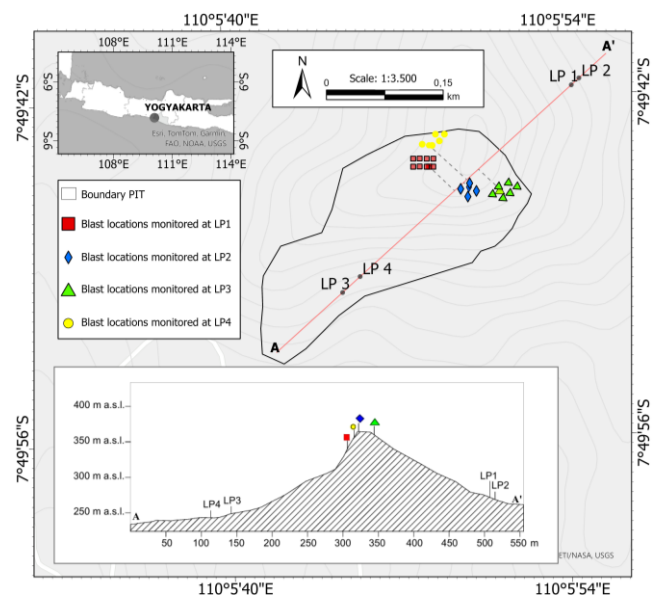 110°5'40"E 110°5'54"E
108°E 111°E 114°E
6°S 6°S
YOGYAKARTA
9°S 9°S
Esri, TomTom, Garmin,
FAO, NOAA, USGS
108°E 111°E 114°E
N
Scale: 1:3.500
0 0,15
km
A'
LP 1 LP 2
7°49'42"S 7°49'42"S
Boundary PIT
Blast locations monitored at LP1
Blast locations monitored at LP2
Blast locations monitored at LP3
Blast locations monitored at LP4
LP 3 LP 4
A
400 m a.s.l.
350 m a.s.l.
300 m a.s.l.
250 m a.s.l.
A LP4 LP3 LP1 LP2 A'
50 100 150 200 250 300 350 400 450 500 550 m
7°49'56"S 7°49'56"S
ETI/NASA, USGS
110°5'40"E 110°5'54"E